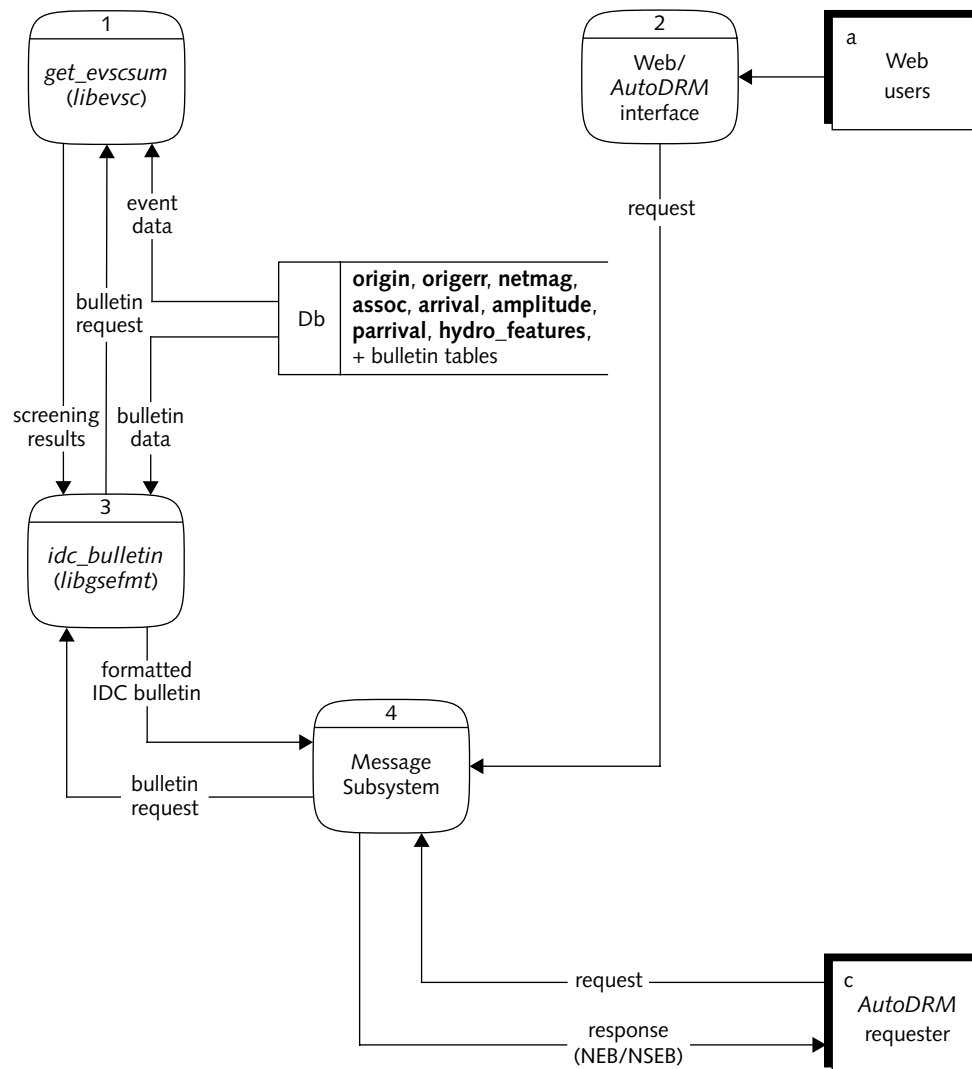 1
get_evscsum
(libevsc)
2
Web/
AutoDRM
interface
a
Web
users
event
data
request
bulletin
request
Db
origin, origerr, netmag,
assoc, arrival, amplitude,
parrival, hydro_features,
+ bulletin tables
screening
results
bulletin
data
3
idc_bulletin
(libgsefmt)
formatted
IDC bulletin
4
Message
Subsystem
bulletin
request
request
c
AutoDRM
requester
response
(NEB/NSEB)